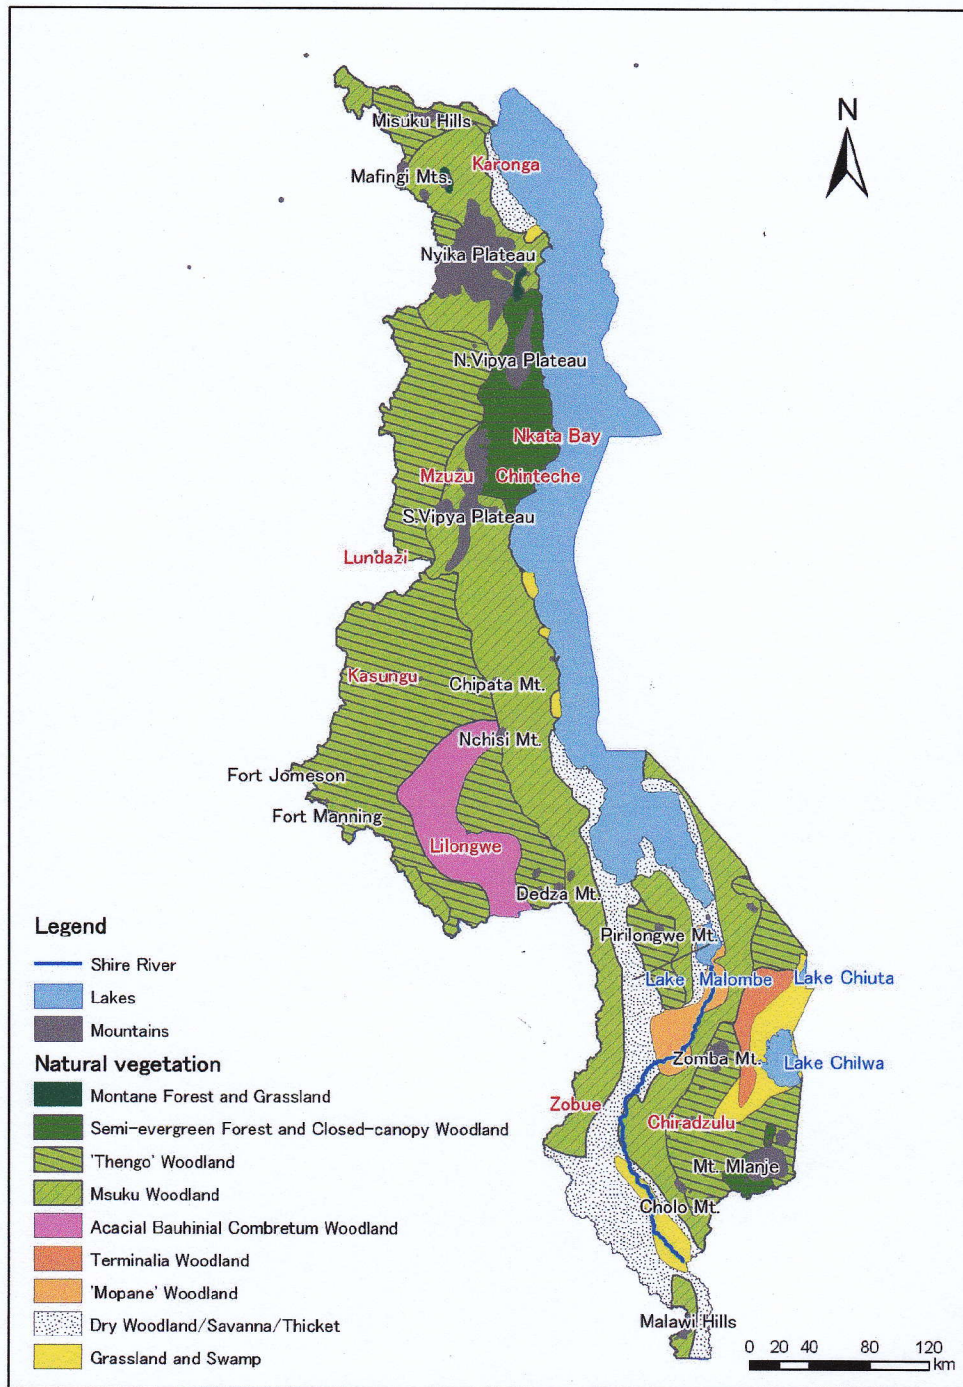 N
Misuku Hills
Karonga
Mafingi Mts.
Nyika Plateau
N.Vipya Plateau
Nkata Bay
Mzuzu
Chinteche
S.Vipya Plateau
Lundazi
Kasungu
Chipata Mt.
Nchisi Mt.
Fort Jomeson
Fort Manning
Lilongwe
Dedza Mt.
Pirilongwe Mt.
Lake Malombe
Lake Chiuta
Zomba Mt.
Lake Chilwa
Zobue
Chiradzulu
Mt. Mlanje
Cholo Mt.
Malawi Hills
Legend
Shire River
Lakes
Mountains
Natural vegetation
Montane Forest and Grassland
Semi-evergreen Forest and Closed-canopy Woodland
'Thengo' Woodland
Msuku Woodland
Acacial Bauhinial Combretum Woodland
Terminalia Woodland
'Mopane' Woodland
Dry Woodland/Savanna/Thicket
Grassland and Swamp
0 20 40 80 120
km